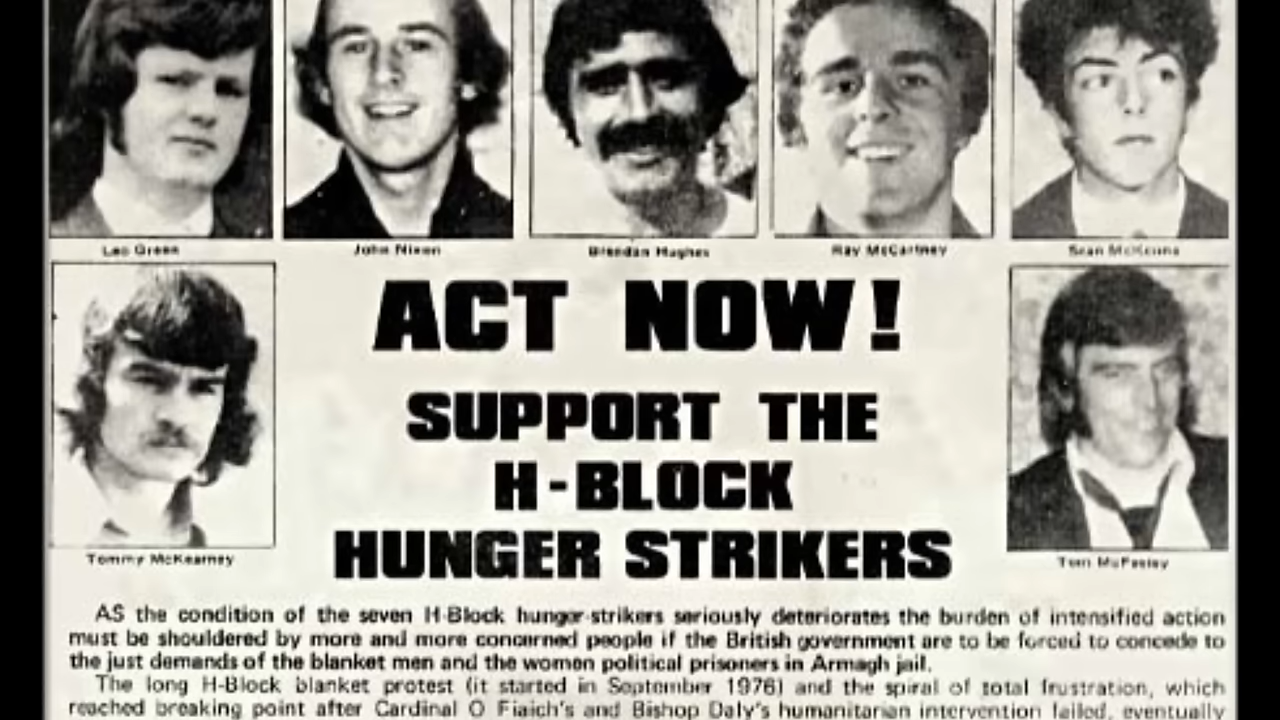 Leo Green
John Nixon
Brendan Hughes
Ray McCartney
Sean McKenna
ACT NOW!
SUPPORT THE
H-BLOCK
HUNGER STRIKERS
Tommy McKearney
Tom McFeeley
AS the condition of the seven H-Block hunger-strikers seriously deteriorates the burden of intensified action
must be shouldered by more and more concerned people if the British government are to be forced to concede to
the just demands of the blanket men and the women political prisoners in Armagh jail.
The long H-Block blanket protest (it started in September 1976) and the spiral of total frustration, which
reached breaking point after Cardinal O Fiaich's and Bishop Daly's humanitarian intervention failed, eventually